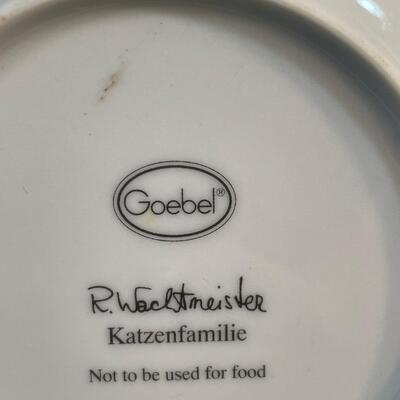 Goebel®
R. Wachtmeister
Katzenfamilie
Not to be used for food